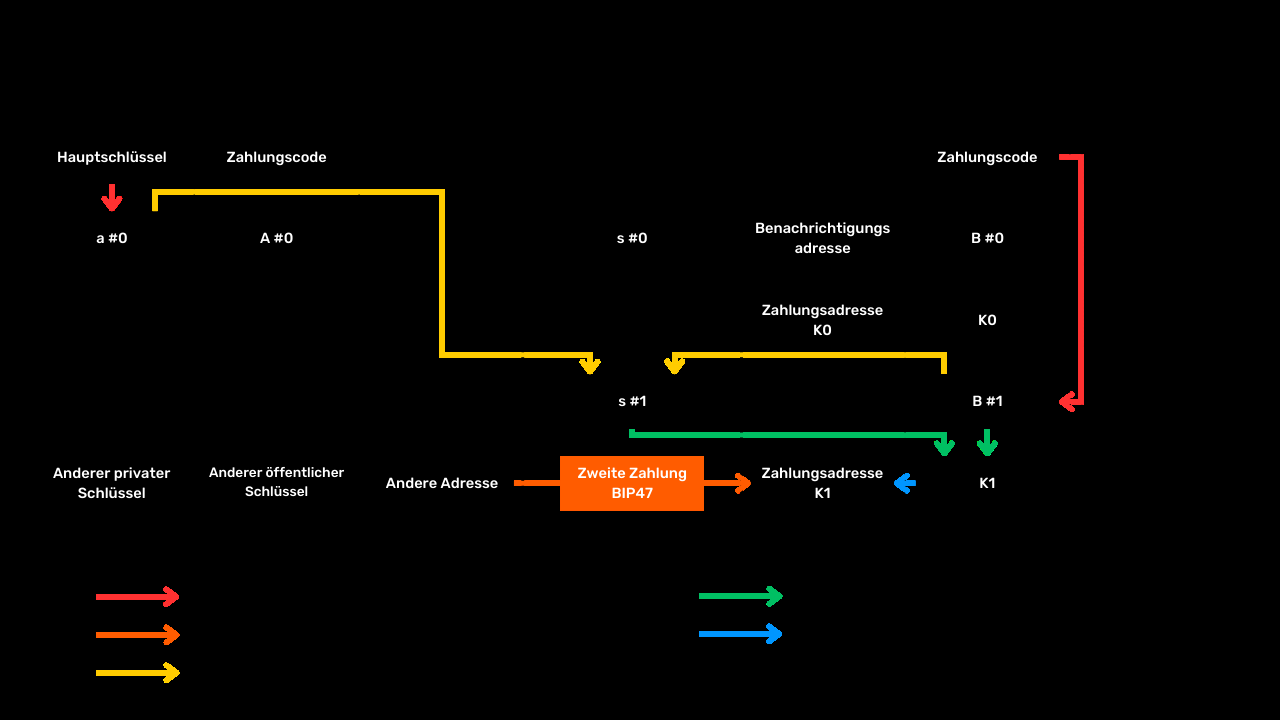 Hauptschlüssel
Zahlungscode
Zahlungscode
a #0
A #0
s #0
Benachrichtigungs
adresse
B #0
Zahlungsadresse
K0
K0
s #1
B #1
Anderer privater
Schlüssel
Anderer öffentlicher
Schlüssel
Andere Adresse
Zweite Zahlung
BIP47
Zahlungsadresse
K1
K1